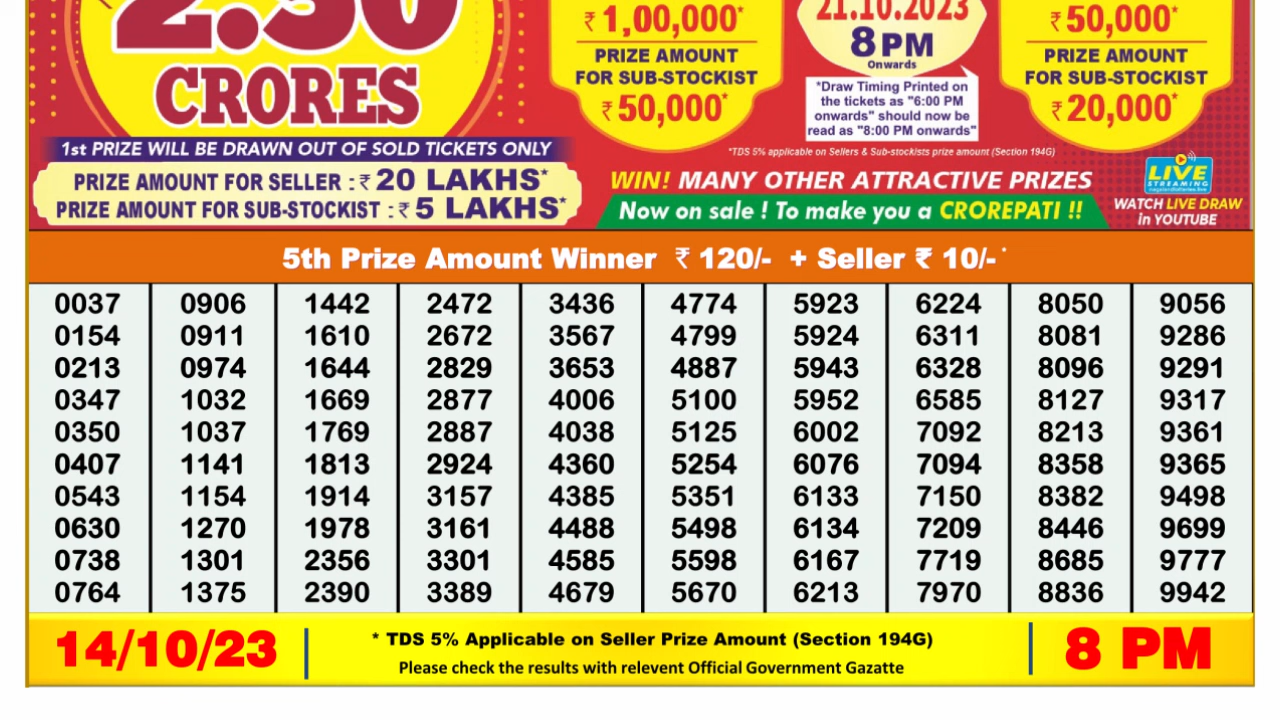 2.50
CRORES
1st PRIZE WILL BE DRAWN OUT OF SOLD TICKETS ONLY
PRIZE AMOUNT FOR SELLER : ₹ 20 LAKHS*
PRIZE AMOUNT FOR SUB-STOCKIST : ₹ 5 LAKHS*
₹ 1,00,000*
PRIZE AMOUNT
FOR SUB-STOCKIST
₹ 50,000*
21.10.2023
8 PM
Onwards
*Draw Timing Printed on
the tickets as "6:00 PM
onwards" should now be
read as "8:00 PM onwards"
₹ 50,000*
PRIZE AMOUNT
FOR SUB-STOCKIST
₹ 20,000*
*TDS 5% applicable on Sellers & Sub-stockists prize amount (Section 194G)
WIN! MANY OTHER ATTRACTIVE PRIZES
Now on sale ! To make you a CROREPATI !!
LIVE
STREAMING
WATCH LIVE DRAW
in YOUTUBE
5th Prize Amount Winner ₹ 120/- + Seller ₹ 10/- *
0037 0906 1442 2472 3436 4774 5923 6224 8050 9056
0154 0911 1610 2672 3567 4799 5924 6311 8081 9286
0213 0974 1644 2829 3653 4887 5943 6328 8096 9291
0347 1032 1669 2877 4006 5100 5952 6585 8127 9317
0350 1037 1769 2887 4038 5125 6002 7092 8213 9361
0407 1141 1813 2924 4360 5254 6076 7094 8358 9365
0543 1154 1914 3157 4385 5351 6133 7150 8382 9498
0630 1270 1978 3161 4488 5498 6134 7209 8446 9699
0738 1301 2356 3301 4585 5598 6167 7719 8685 9777
0764 1375 2390 3389 4679 5670 6213 7970 8836 9942
14/10/23
* TDS 5% Applicable on Seller Prize Amount (Section 194G)
Please check the results with relevent Official Government Gazatte
8 PM